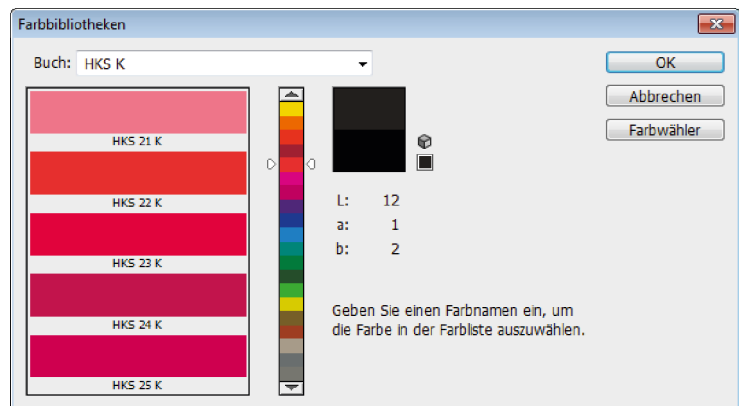 Farbbibliotheken
Buch: HKS K
OK
Abbrechen
Farbwähler
HKS 21 K
HKS 22 K
HKS 23 K
HKS 24 K
HKS 25 K
L: 12
a: 1
b: 2
Geben Sie einen Farbnamen ein, um
die Farbe in der Farbliste auszuwählen.